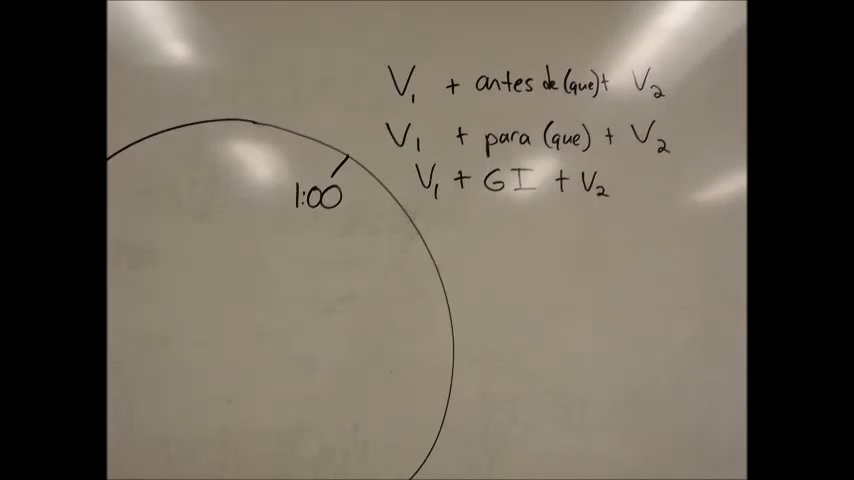 V₁ + antes de (que) + V₂
V₁ + para (que) + V₂
V₁ + GI + V₂
1:00